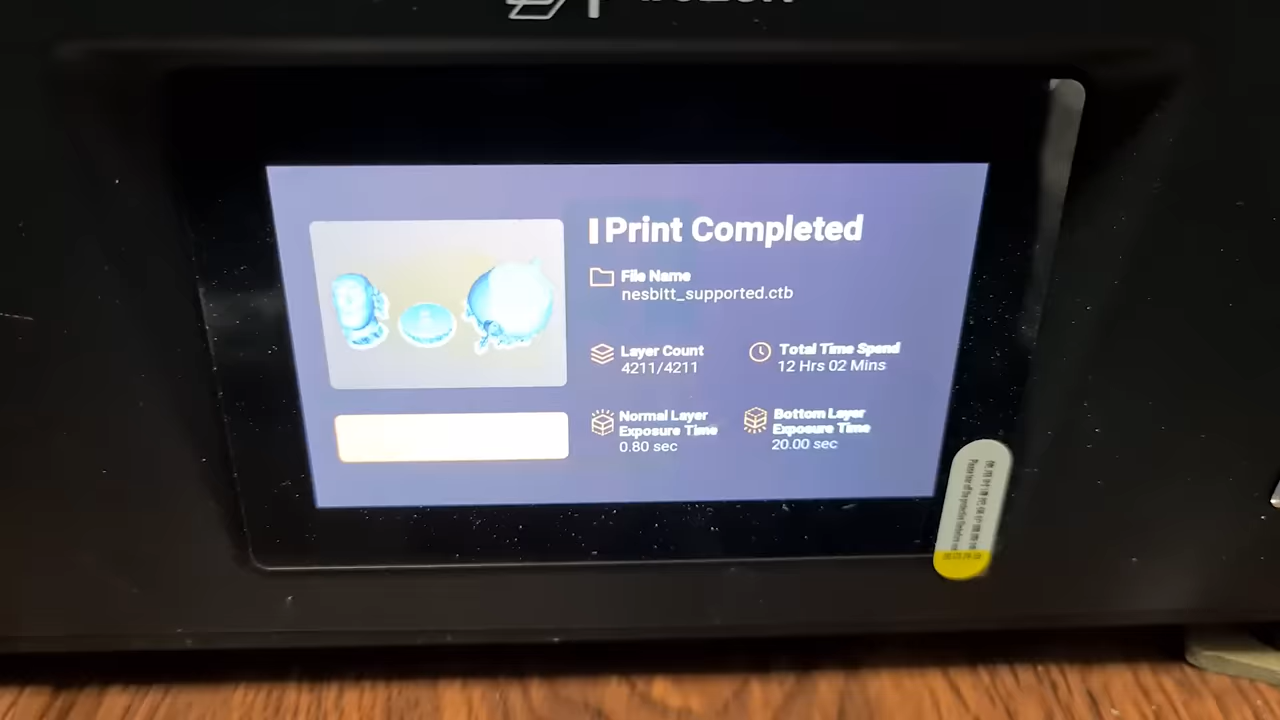 Print Completed
File Name
nesbitt_supported.ctb
Layer Count
4211/4211
Total Time Spend
12 Hrs 02 Mins
Normal Layer
Exposure Time
0.80 sec
Bottom Layer
Exposure Time
20.00 sec